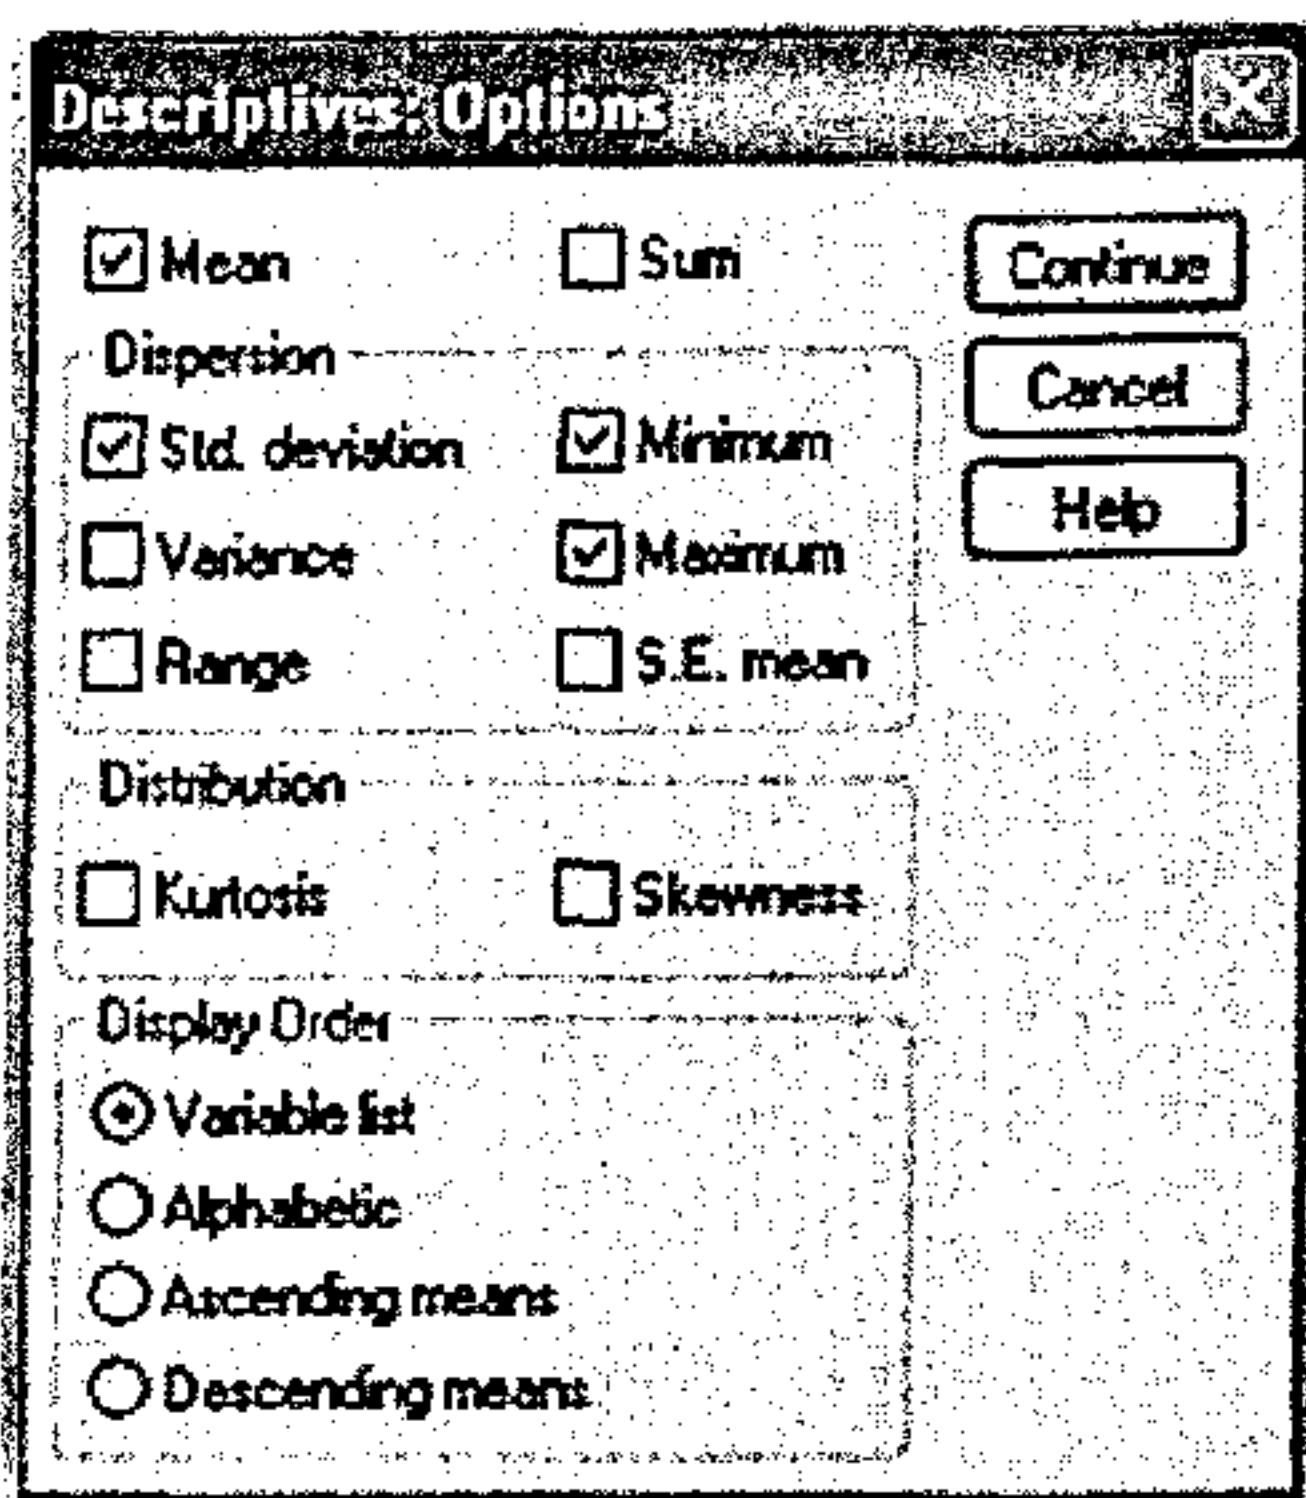 Descriptives: Options
Mean Sum Continue
Dispersion Cancel
Std. deviation Minimum
Variance Maximum Help
Range S.E. mean
Distribution
Kurtosis Skewness
Display Order
Variable list
Alphabetic
Ascending means
Descending means